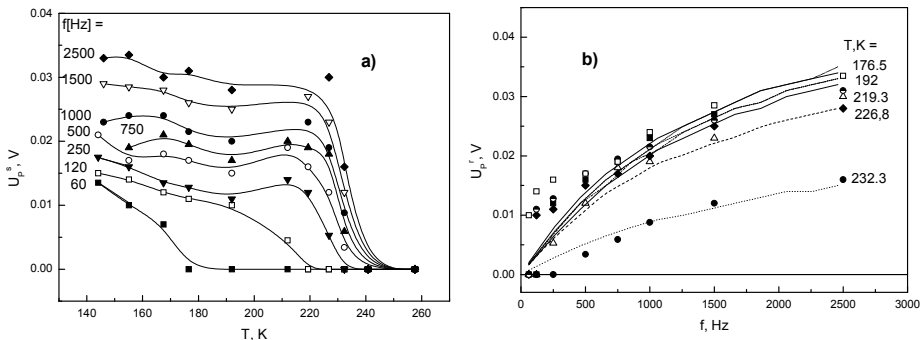 f[Hz] =
a)
2500
1500
1000
750
500
250
120
60
0.04
0.03
0.02
0.01
0.00
U_P^s, V
140 160 180 200 220 240 260
T, K
b)
T,K =
176.5
192
219.3
226,8
232.3
0.04
0.03
0.02
0.01
0.00
U_P^r, V
0 500 1000 1500 2000 2500 3000
f, Hz